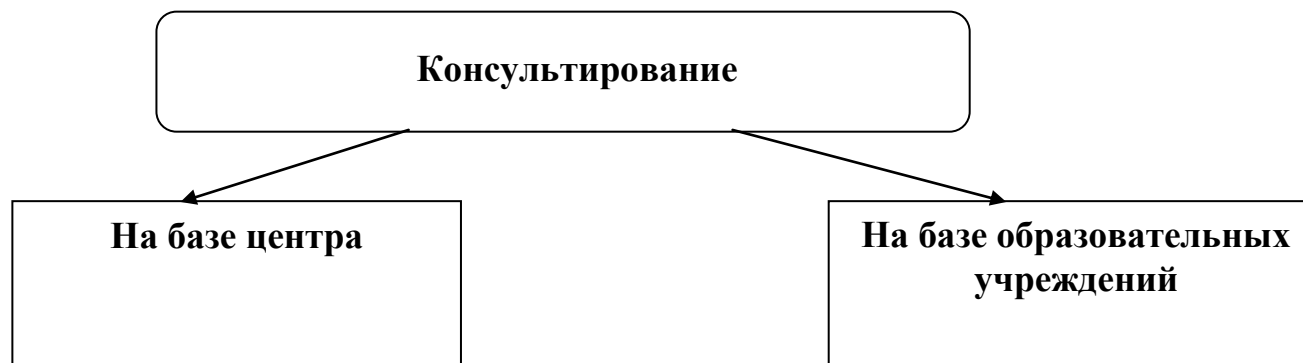 Консультирование
На базе центра
На базе образовательных
учреждений